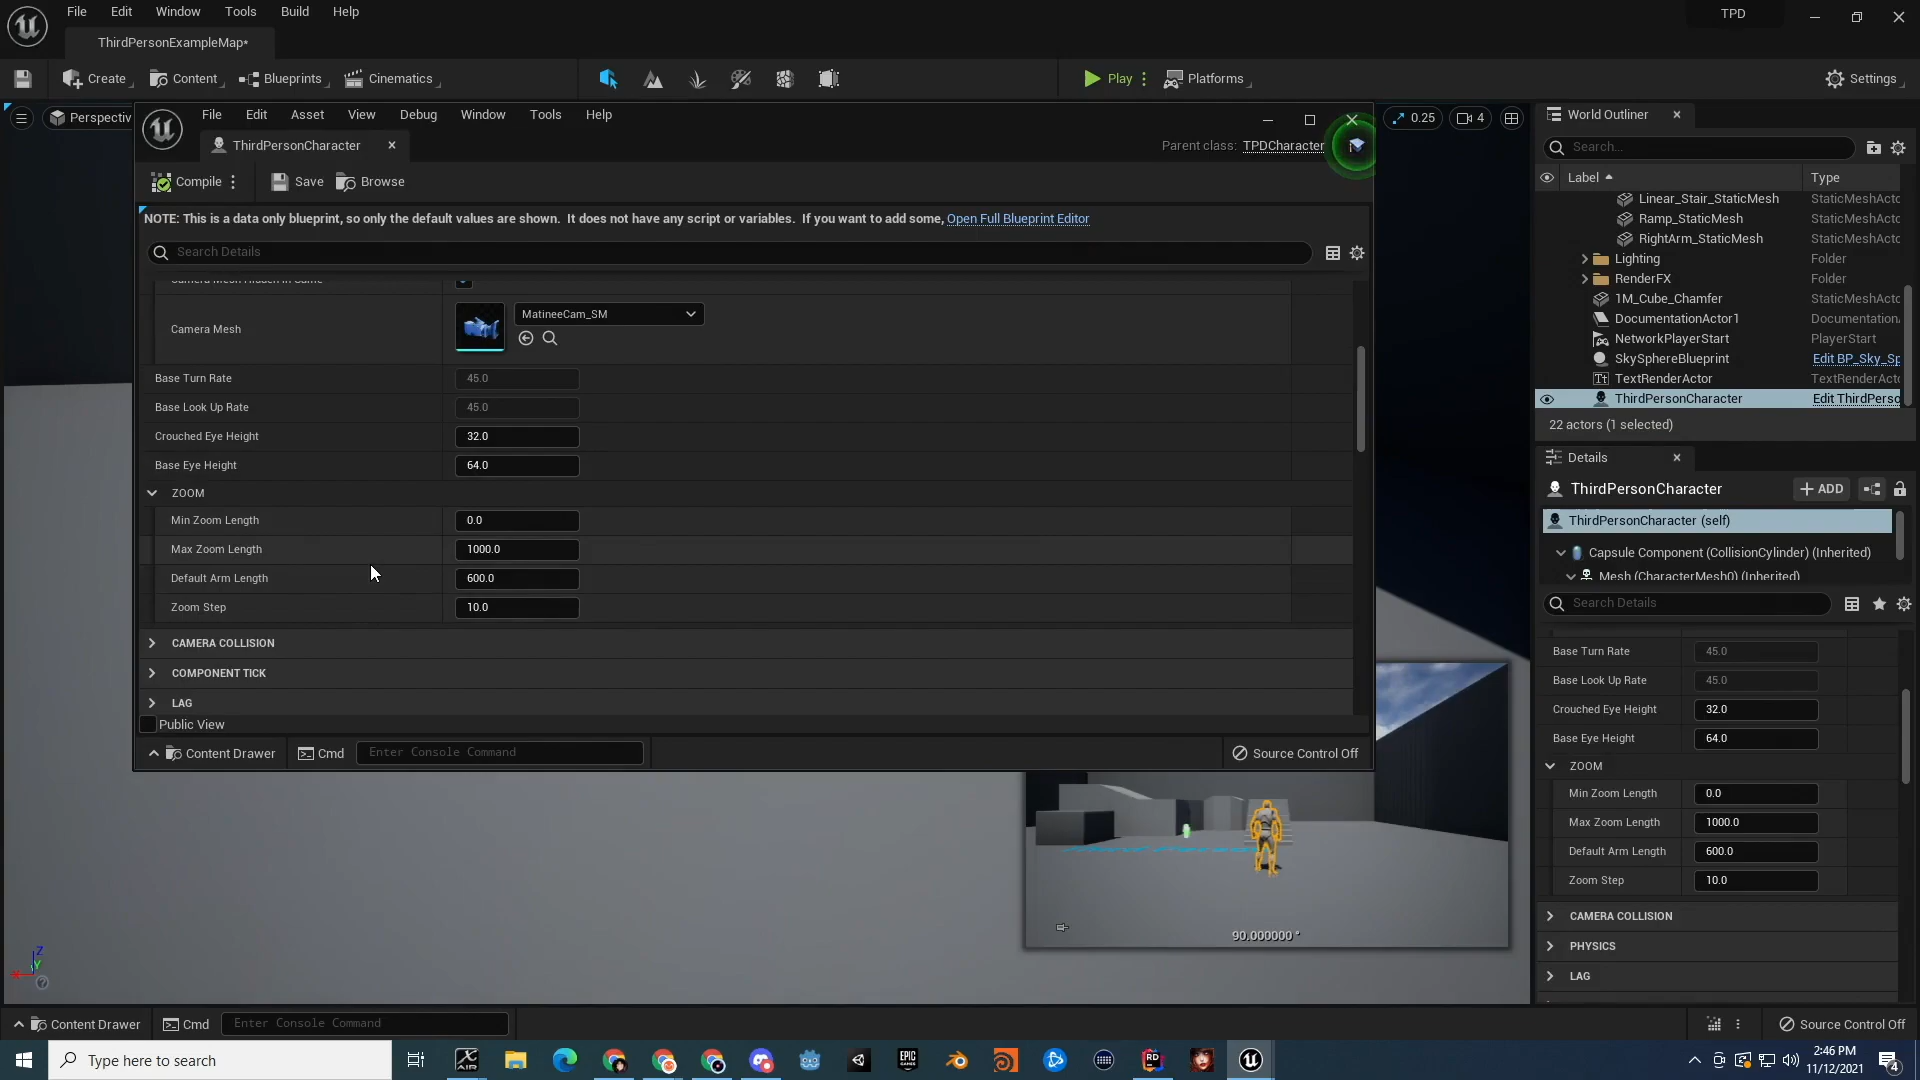 File Edit Window Tools Build Help
TPD
ThirdPersonExampleMap*
Create Content Blueprints Cinematics Play Platforms Settings
Perspectiv
0.25 4
File Edit Asset View Debug Window Tools Help
ThirdPersonCharacter
Parent class: TPDCharacter
Compile Save Browse
NOTE: This is a data only blueprint, so only the default values are shown. It does not have any script or variables. If you want to add some, Open Full Blueprint Editor
Search Details
Camera Mesh Hidden in Game
Camera Mesh MatineeCam_SM
Base Turn Rate 45.0
Base Look Up Rate 45.0
Crouched Eye Height 32.0
Base Eye Height 64.0
ZOOM
Min Zoom Length 0.0
Max Zoom Length 1000.0
Default Arm Length 600.0
Zoom Step 10.0
CAMERA COLLISION
COMPONENT TICK
LAG
Public View
Content Drawer Cmd Enter Console Command Source Control Off
90.000000 °
Z
Y
X
World Outliner
Search...
Label Type
Linear_Stair_StaticMesh StaticMeshActo
Ramp_StaticMesh StaticMeshActo
RightArm_StaticMesh StaticMeshActo
Lighting Folder
RenderFX Folder
1M_Cube_Chamfer StaticMeshActo
DocumentationActor1 Documentation
NetworkPlayerStart PlayerStart
SkySphereBlueprint Edit BP_Sky_Sp
TextRenderActor TextRenderActo
ThirdPersonCharacter Edit ThirdPerso
22 actors (1 selected)
Details
ThirdPersonCharacter ADD
ThirdPersonCharacter (self)
Capsule Component (CollisionCylinder) (Inherited)
Mesh (CharacterMesh0) (Inherited)
Search Details
Base Turn Rate 45.0
Base Look Up Rate 45.0
Crouched Eye Height 32.0
Base Eye Height 64.0
ZOOM
Min Zoom Length 0.0
Max Zoom Length 1000.0
Default Arm Length 600.0
Zoom Step 10.0
CAMERA COLLISION
PHYSICS
LAG
Content Drawer Cmd Enter Console Command Source Control Off
Type here to search
2:46 PM
11/12/2021
4